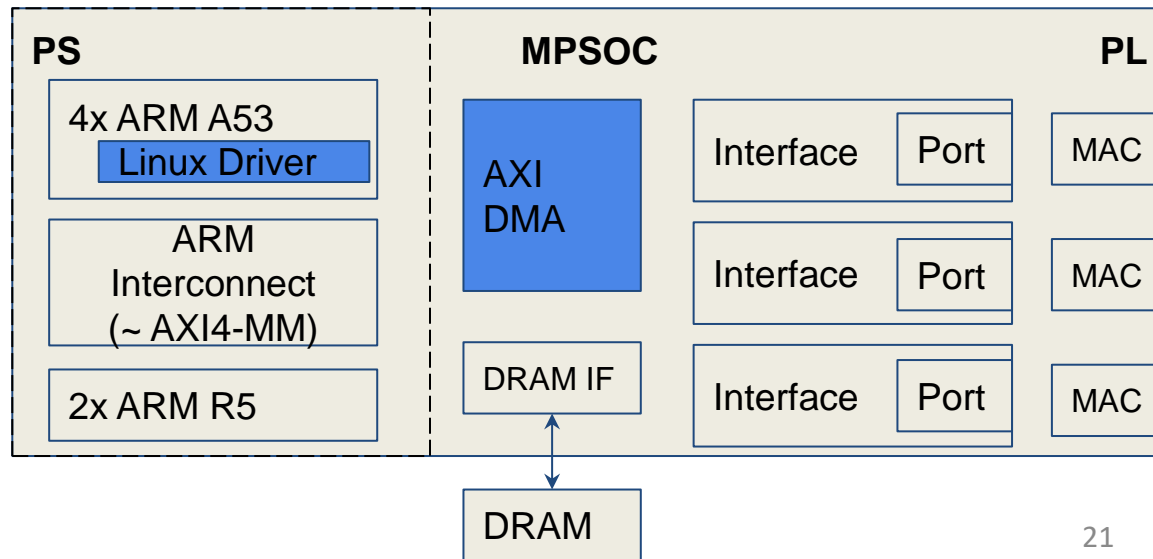 PS
MPSOC
PL
4x ARM A53
Linux Driver
ARM
Interconnect
(~ AXI4-MM)
2x ARM R5
AXI
DMA
DRAM IF
DRAM
Interface
Port
MAC
Interface
Port
MAC
Interface
Port
MAC
21